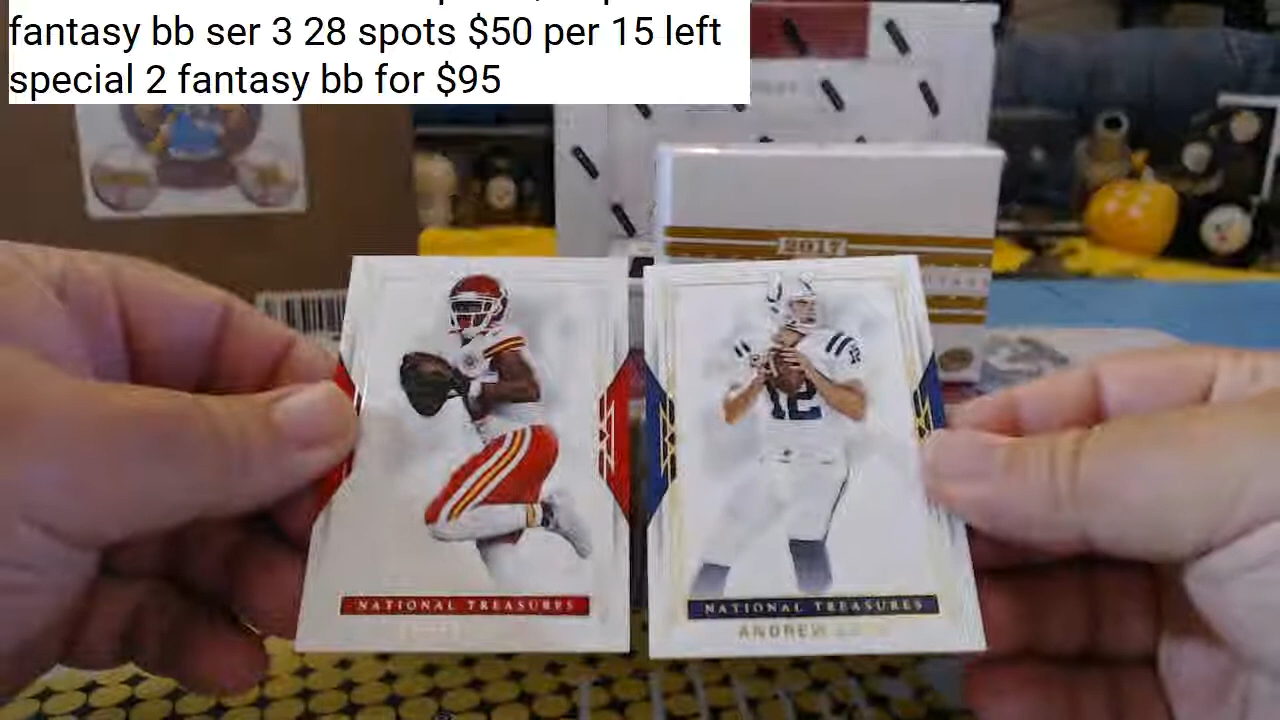 fantasy bb ser 3 28 spots $50 per 15 left
special 2 fantasy bb for $95
2017
NATIONAL TREASURES
NATIONAL TREASURES
ANDREW
12